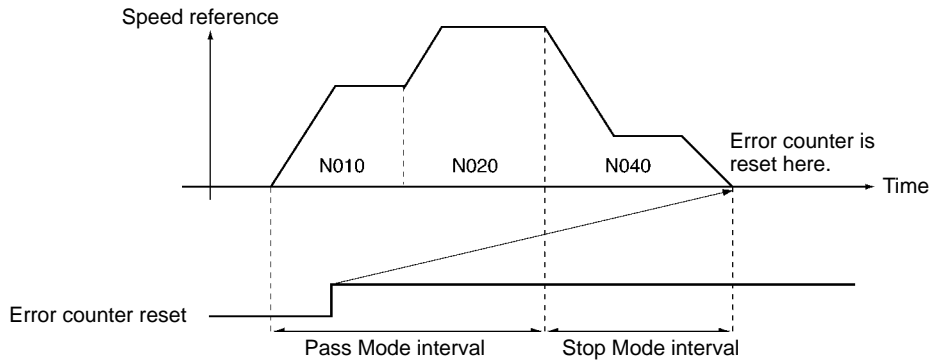 Speed reference
N010
N020
N040
Error counter is
reset here.
Time
Error counter reset
Pass Mode interval
Stop Mode interval